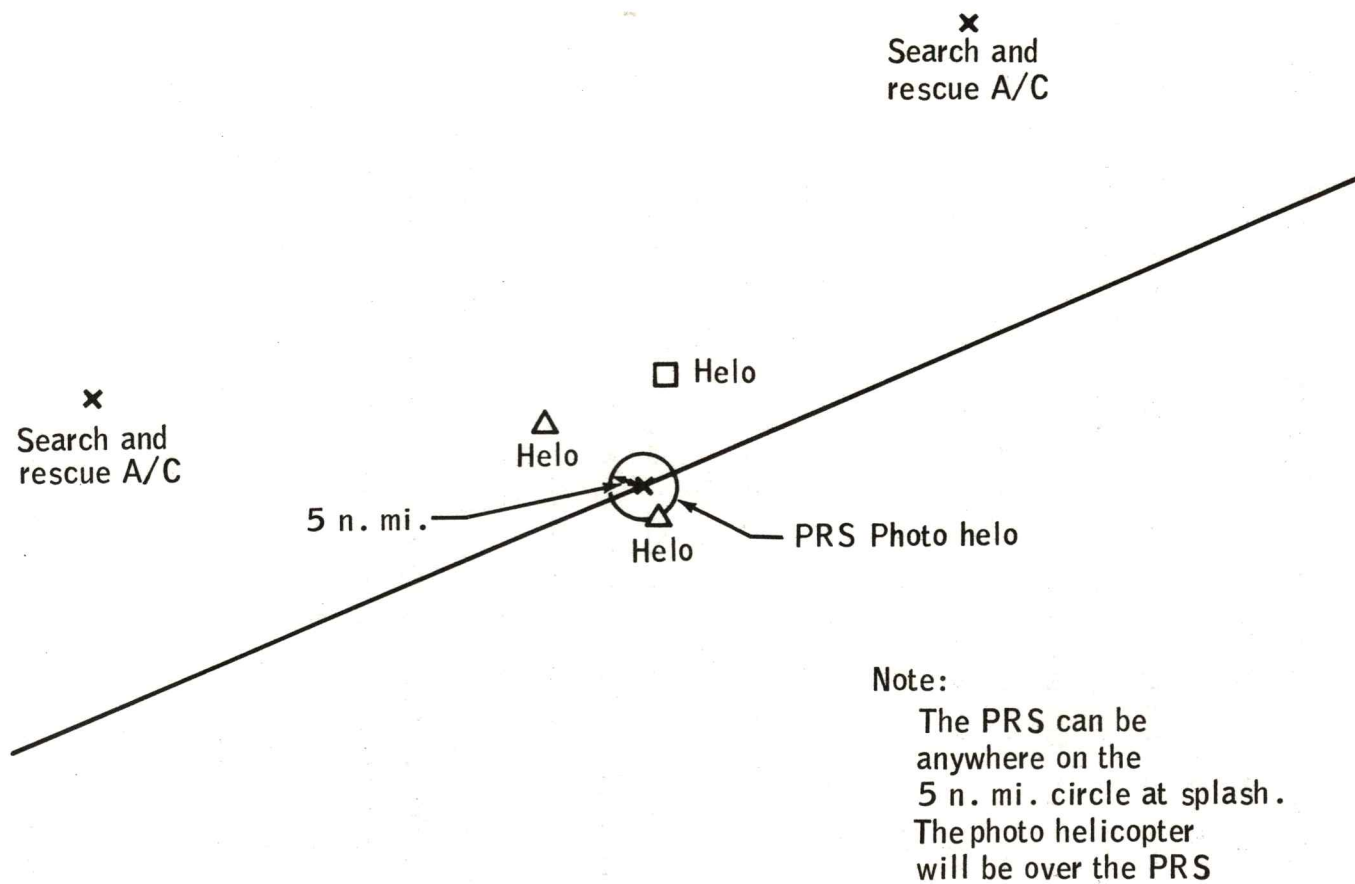 Search and
rescue A/C
Helo
Search and
rescue A/C
Helo
5 n. mi.
PRS Photo helo
Helo
Note:
The PRS can be
anywhere on the
5 n. mi. circle at splash.
The photo helicopter
will be over the PRS